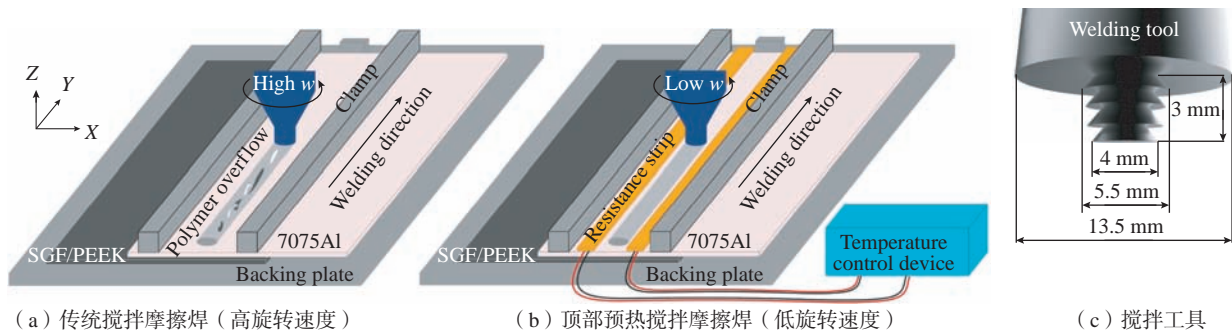 Z
Y
X
High w
Clamp
Polymer overflow
Welding direction
SGF/PEEK
7075Al
Backing plate
（a）传统搅拌摩擦焊（高旋转速度）
Low w
Clamp
Resistance strip
Welding direction
SGF/PEEK
7075Al
Backing plate
Temperature
control device
（b）顶部预热搅拌摩擦焊（低旋转速度）
Welding tool
3 mm
4 mm
5.5 mm
13.5 mm
（c）搅拌工具